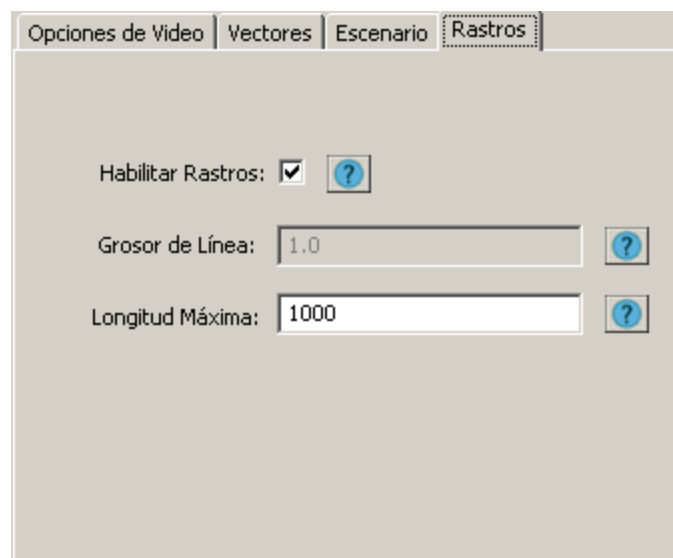 Opciones de Video Vectores Escenario Rastros
Habilitar Rastros: ?
Grosor de Línea: 1.0 ?
Longitud Máxima: 1000 ?